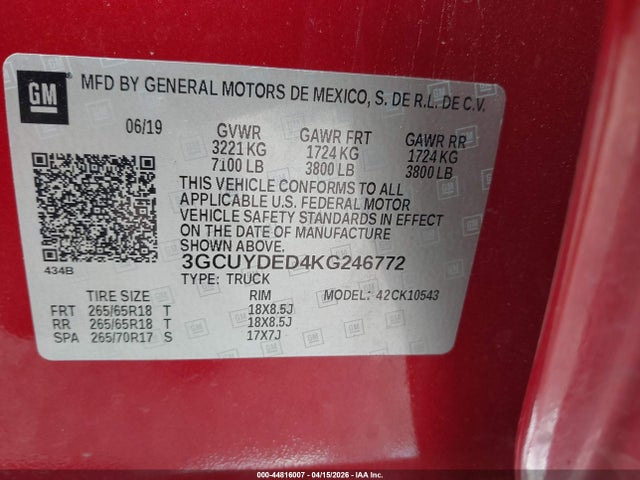 GM
MFD BY GENERAL MOTORS DE MEXICO, S. DE R.L. DE C.V.
06/19 GVWR GAWR FRT GAWR RR
3221 KG 1724 KG 1724 KG
7100 LB 3800 LB 3800 LB
THIS VEHICLE CONFORMS TO ALL
APPLICABLE U.S. FEDERAL MOTOR
VEHICLE SAFETY STANDARDS IN EFFECT
ON THE DATE OF MANUFACTURE
SHOWN ABOVE.
434B 3GCUYDED4KG246772
TYPE: TRUCK
TIRE SIZE RIM MODEL: 42CK10543
FRT 265/65R18 T 18X8.5J
RR 265/65R18 T 18X8.5J
SPA 265/70R17 S 17X7J
000-44816007 04/15/2026 IAA Inc.